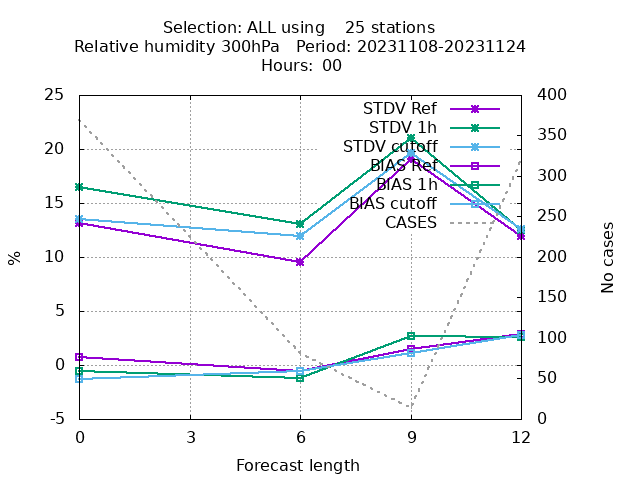 Selection: ALL using    25 stations
Relative humidity 300hPa   Period: 20231108-20231124
Hours: 00
STDV Ref
STDV 1h
STDV cutoff
BIAS Ref
BIAS 1h
BIAS cutoff
CASES
25
20
15
10
5
0
-5
%
400
350
300
250
200
150
100
50
0
No cases
0 3 6 9 12
Forecast length